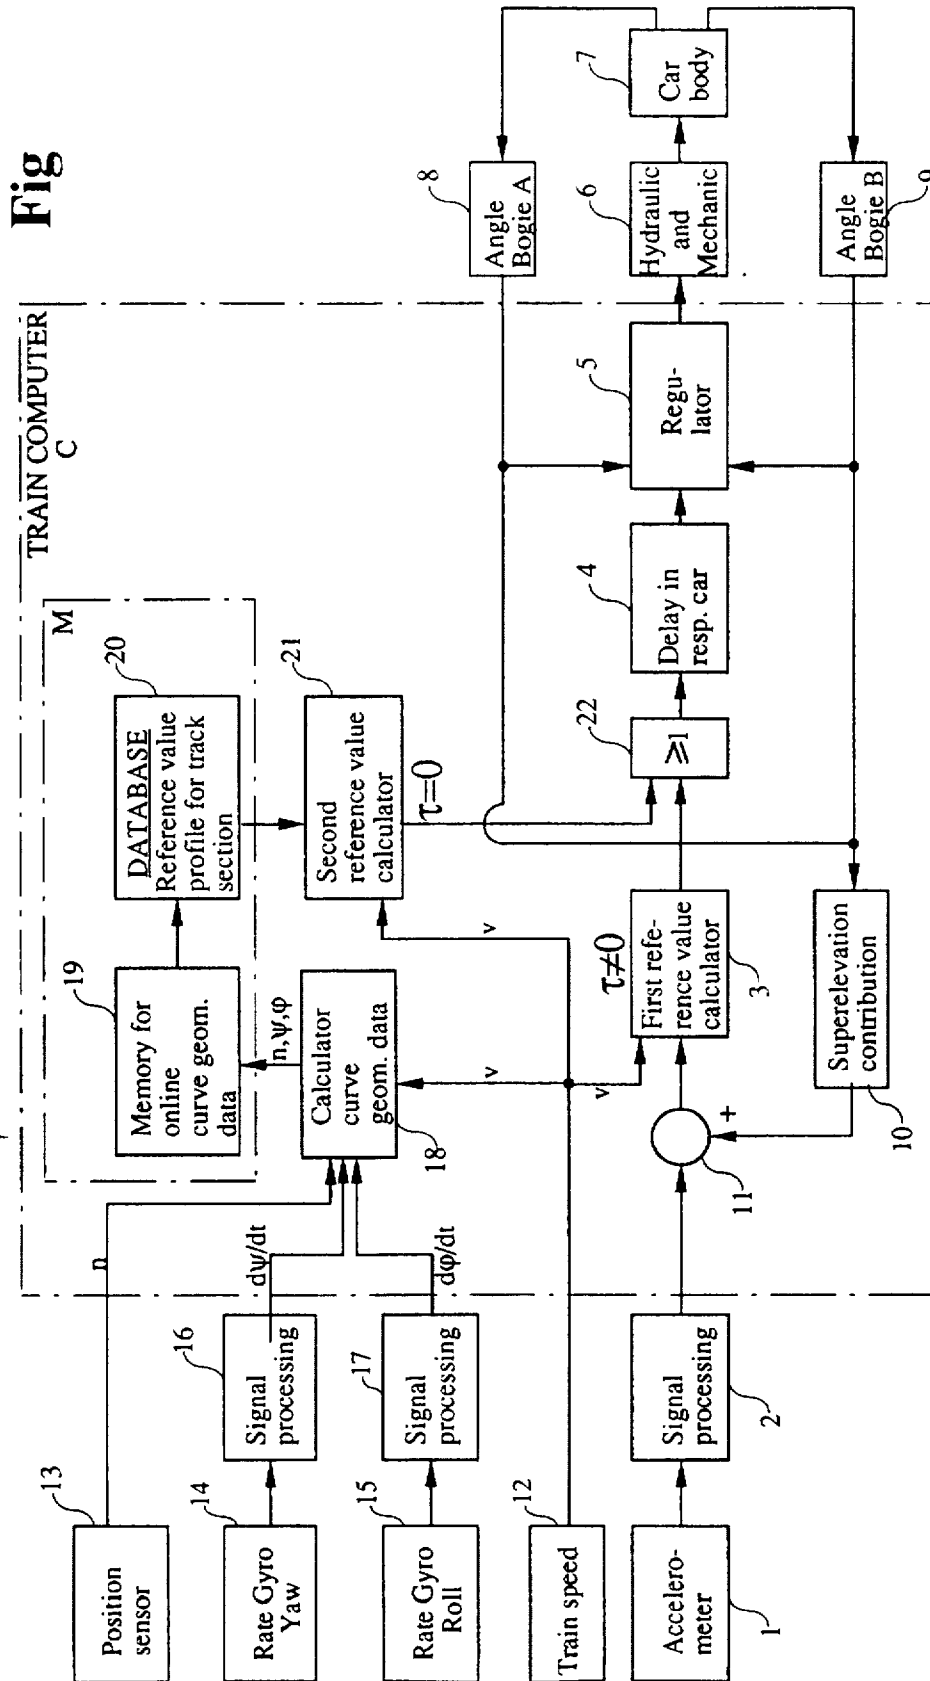 Fig
TRAIN COMPUTER
C
M
13
Position
sensor
n
14
Rate Gyro
Yaw
16
Signal
processing
dψ/dt
15
Rate Gyro
Roll
17
Signal
processing
dφ/dt
12
Train speed
v
v
v
1
Accelero-
meter
2
Signal
processing
11
+
18
Calculator
curve
geom. data
n,ψ,φ
19
Memory for
online
curve geom.
data
20
DATABASE
Reference value
profile for track
section
21
Second
reference value
calculator
τ=0
τ≠0
First refe-
rence value
calculator
3
22
≥1
4
Delay in
resp. car
5
Regu-
lator
6
Hydraulic
and
Mechanic
7
Car
body
8
Angle
Bogie A
9
Angle
Bogie B
10
Superelevation
contribution